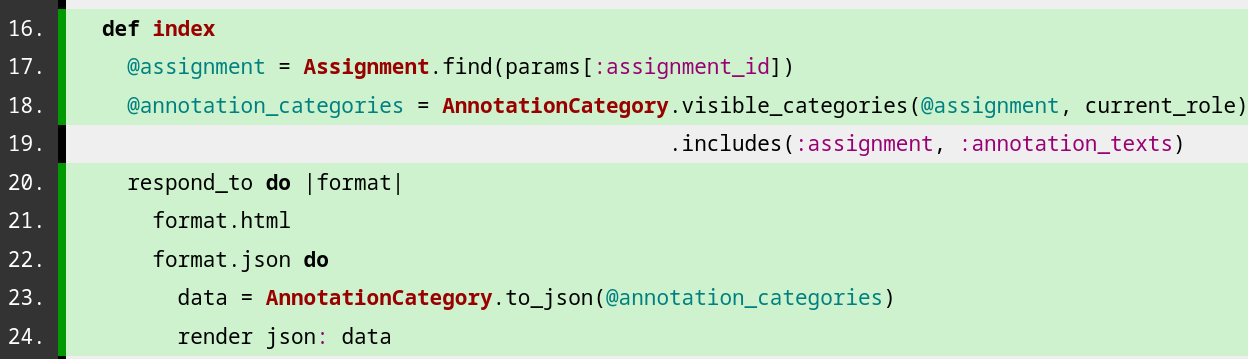 16.     def index
17.       @assignment = Assignment.find(params[:assignment_id])
18.       @annotation_categories = AnnotationCategory.visible_categories(@assignment, current_role)
19.                                                  .includes(:assignment, :annotation_texts)
20.       respond_to do |format|
21.         format.html
22.         format.json do
23.           data = AnnotationCategory.to_json(@annotation_categories)
24.           render json: data